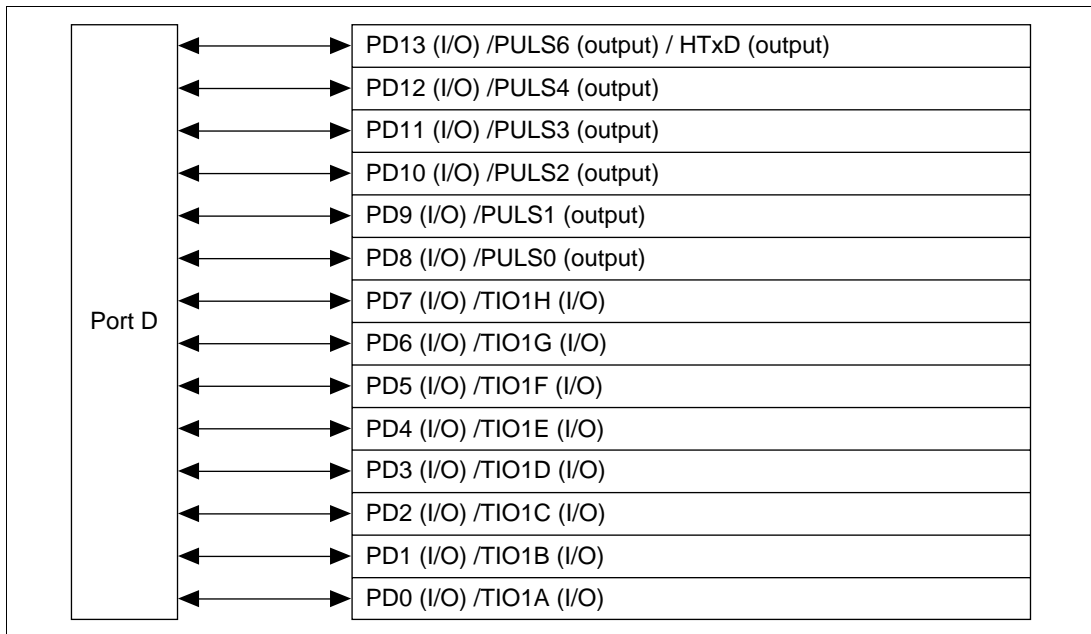 Port D
PD13 (I/O) /PULS6 (output) / HTxD (output)
PD12 (I/O) /PULS4 (output)
PD11 (I/O) /PULS3 (output)
PD10 (I/O) /PULS2 (output)
PD9 (I/O) /PULS1 (output)
PD8 (I/O) /PULS0 (output)
PD7 (I/O) /TIO1H (I/O)
PD6 (I/O) /TIO1G (I/O)
PD5 (I/O) /TIO1F (I/O)
PD4 (I/O) /TIO1E (I/O)
PD3 (I/O) /TIO1D (I/O)
PD2 (I/O) /TIO1C (I/O)
PD1 (I/O) /TIO1B (I/O)
PD0 (I/O) /TIO1A (I/O)